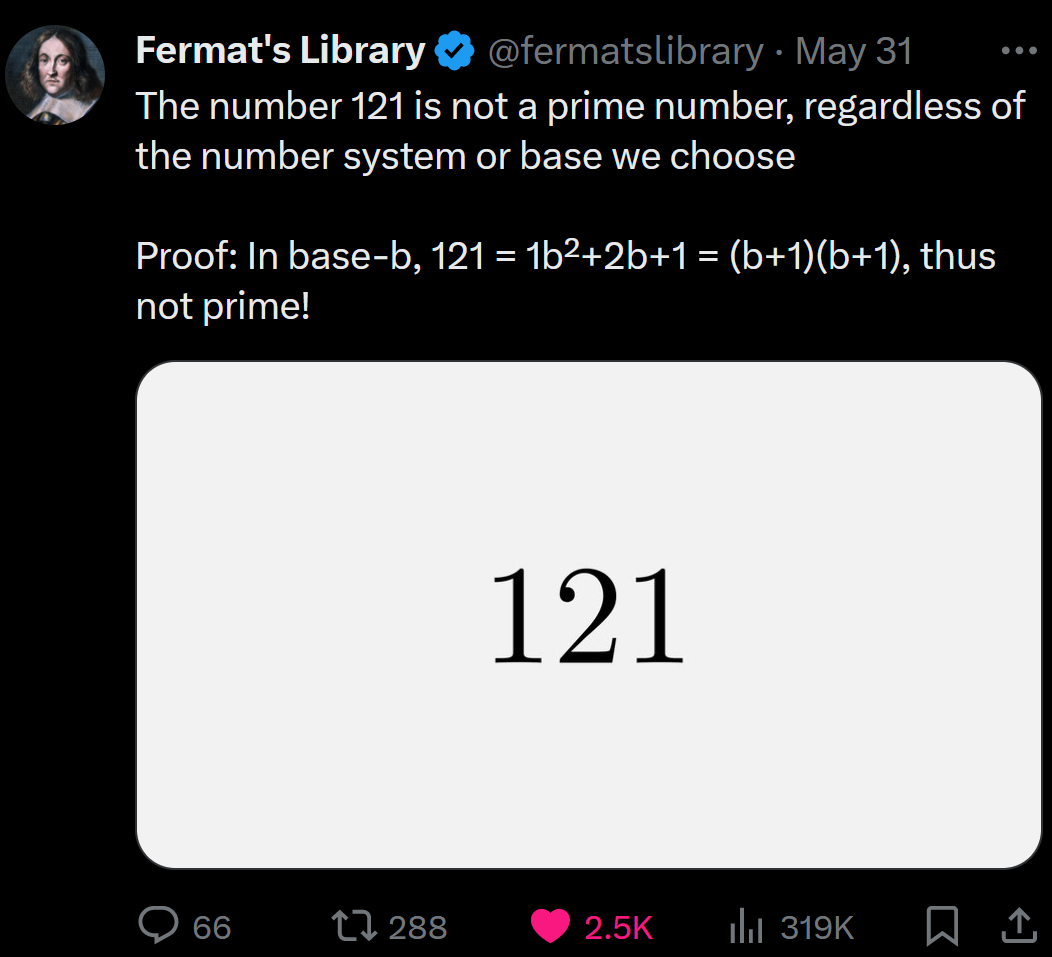 Fermat's Library @fermatslibrary · May 31
The number 121 is not a prime number, regardless of
the number system or base we choose
Proof: In base-b, 121 = 1b²+2b+1 = (b+1)(b+1), thus
not prime!
121
66 288 2.5K 319K